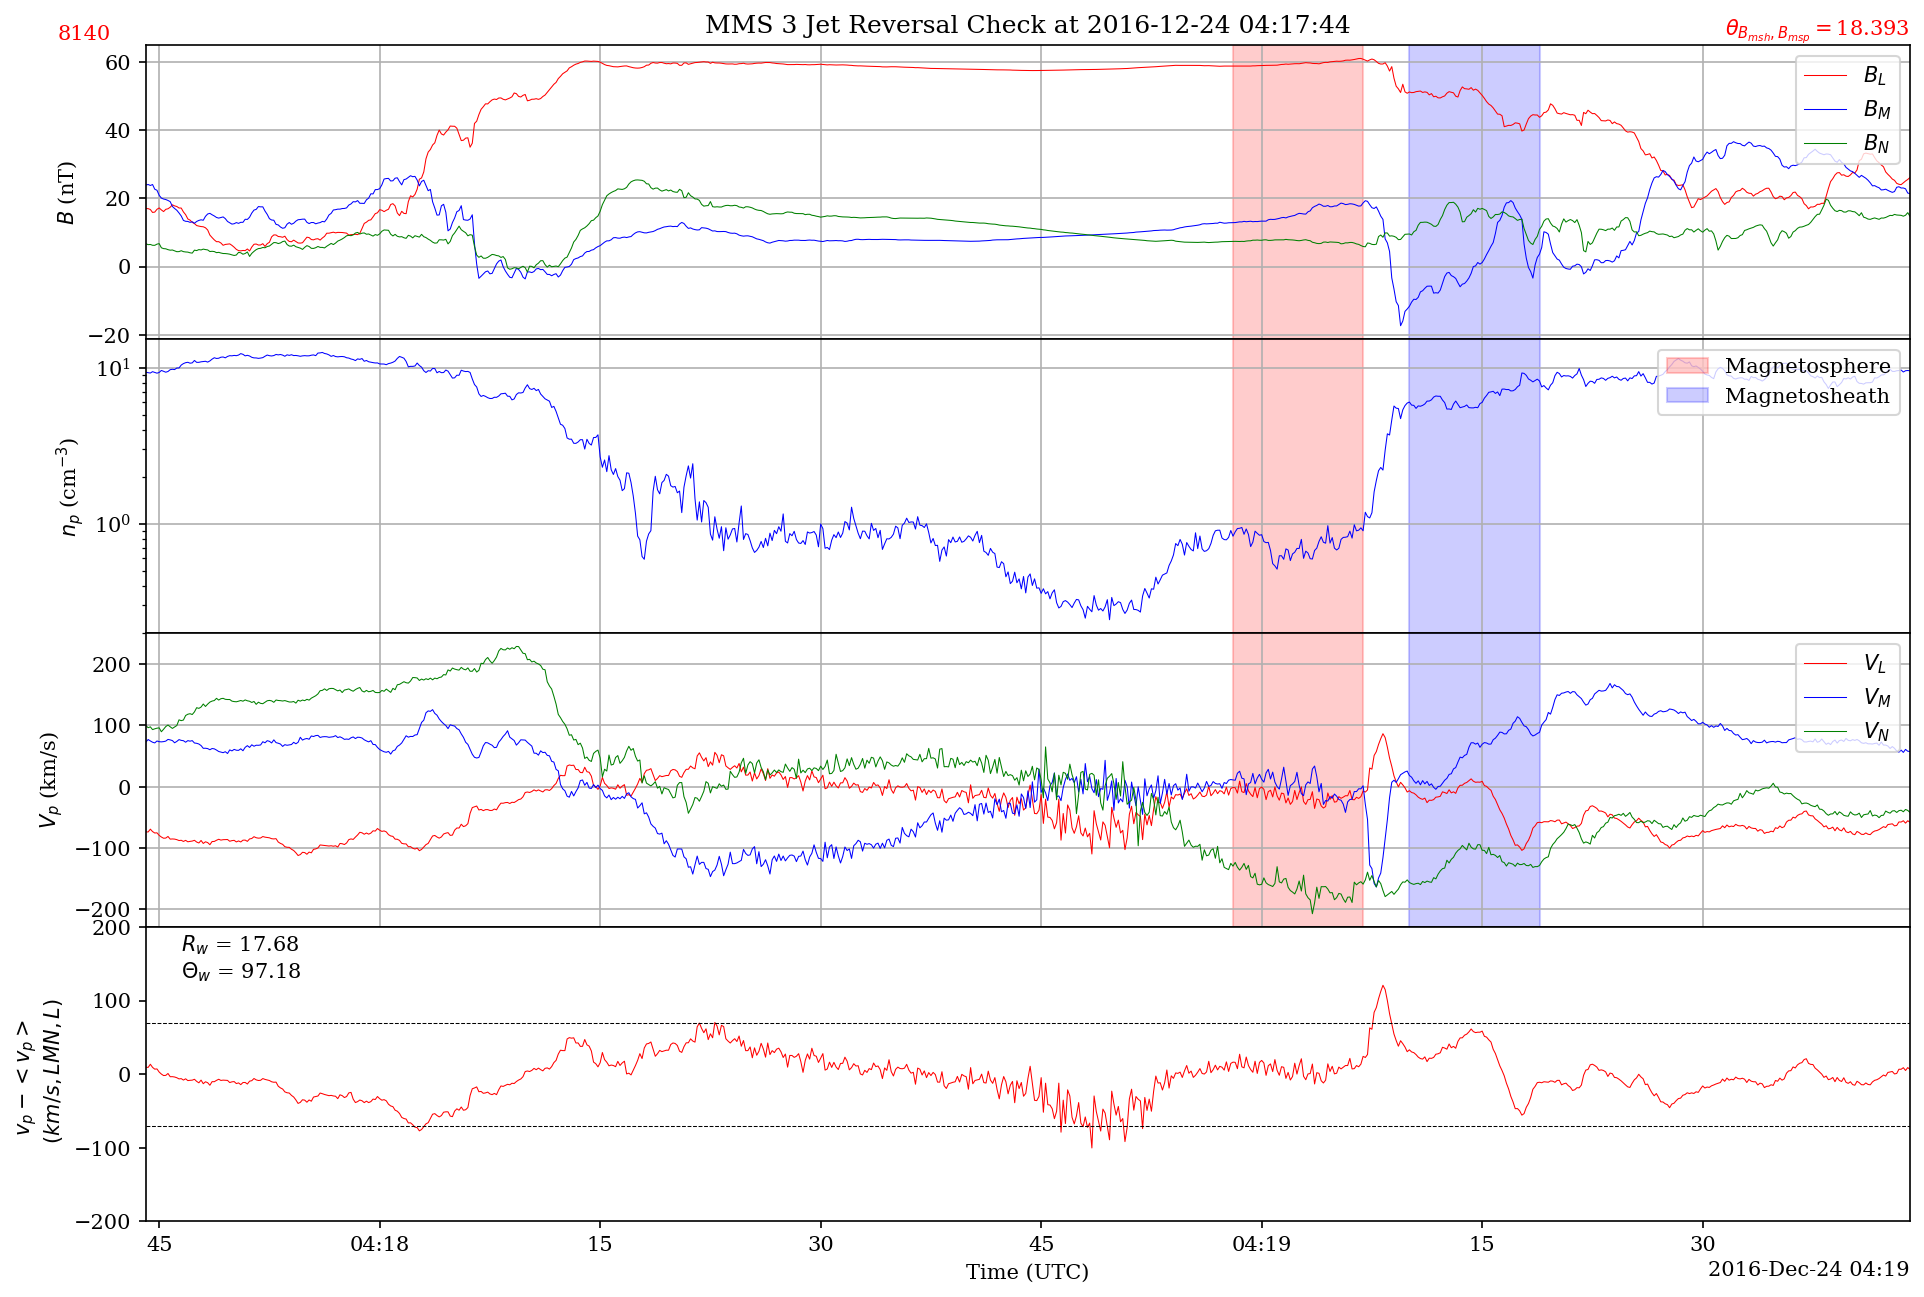 MMS 3 Jet Reversal Check at 2016-12-24 04:17:44
8140
θ_{B_{msh}, B_{msp}} = 18.393
60
40
20
0
−20
B (nT)
B_L
B_M
B_N
10^1
10^0
n_p (cm^{−3})
Magnetosphere
Magnetosheath
200
100
0
−100
−200
V_p (km/s)
V_L
V_M
V_N
200
100
0
−100
−200
v_p − < v_p >
(km/s, LMN, L)
R_w = 17.68
Θ_w = 97.18
45 04:18 15 30 45 04:19 15 30
Time (UTC)
2016-Dec-24 04:19